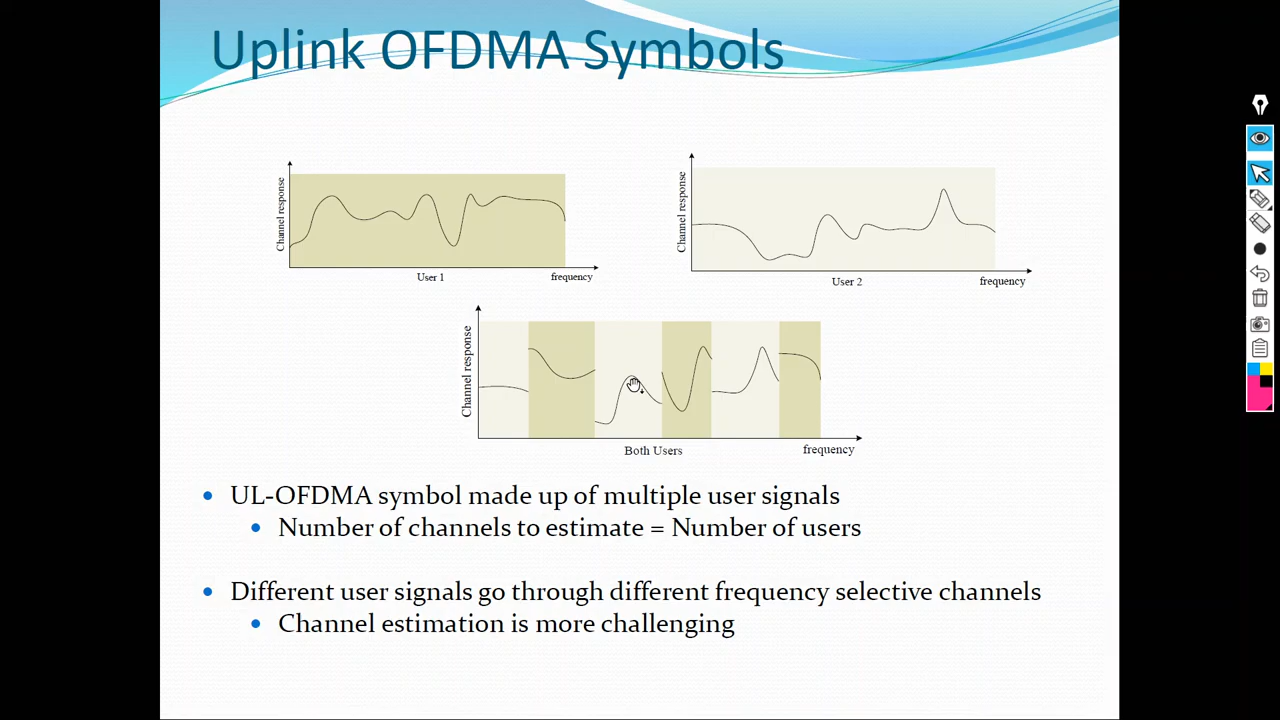 Uplink OFDMA Symbols
Channel response
User 1
frequency
Channel response
User 2
frequency
Channel response
Both Users
frequency
• UL-OFDMA symbol made up of multiple user signals
• Number of channels to estimate = Number of users
• Different user signals go through different frequency selective channels
• Channel estimation is more challenging